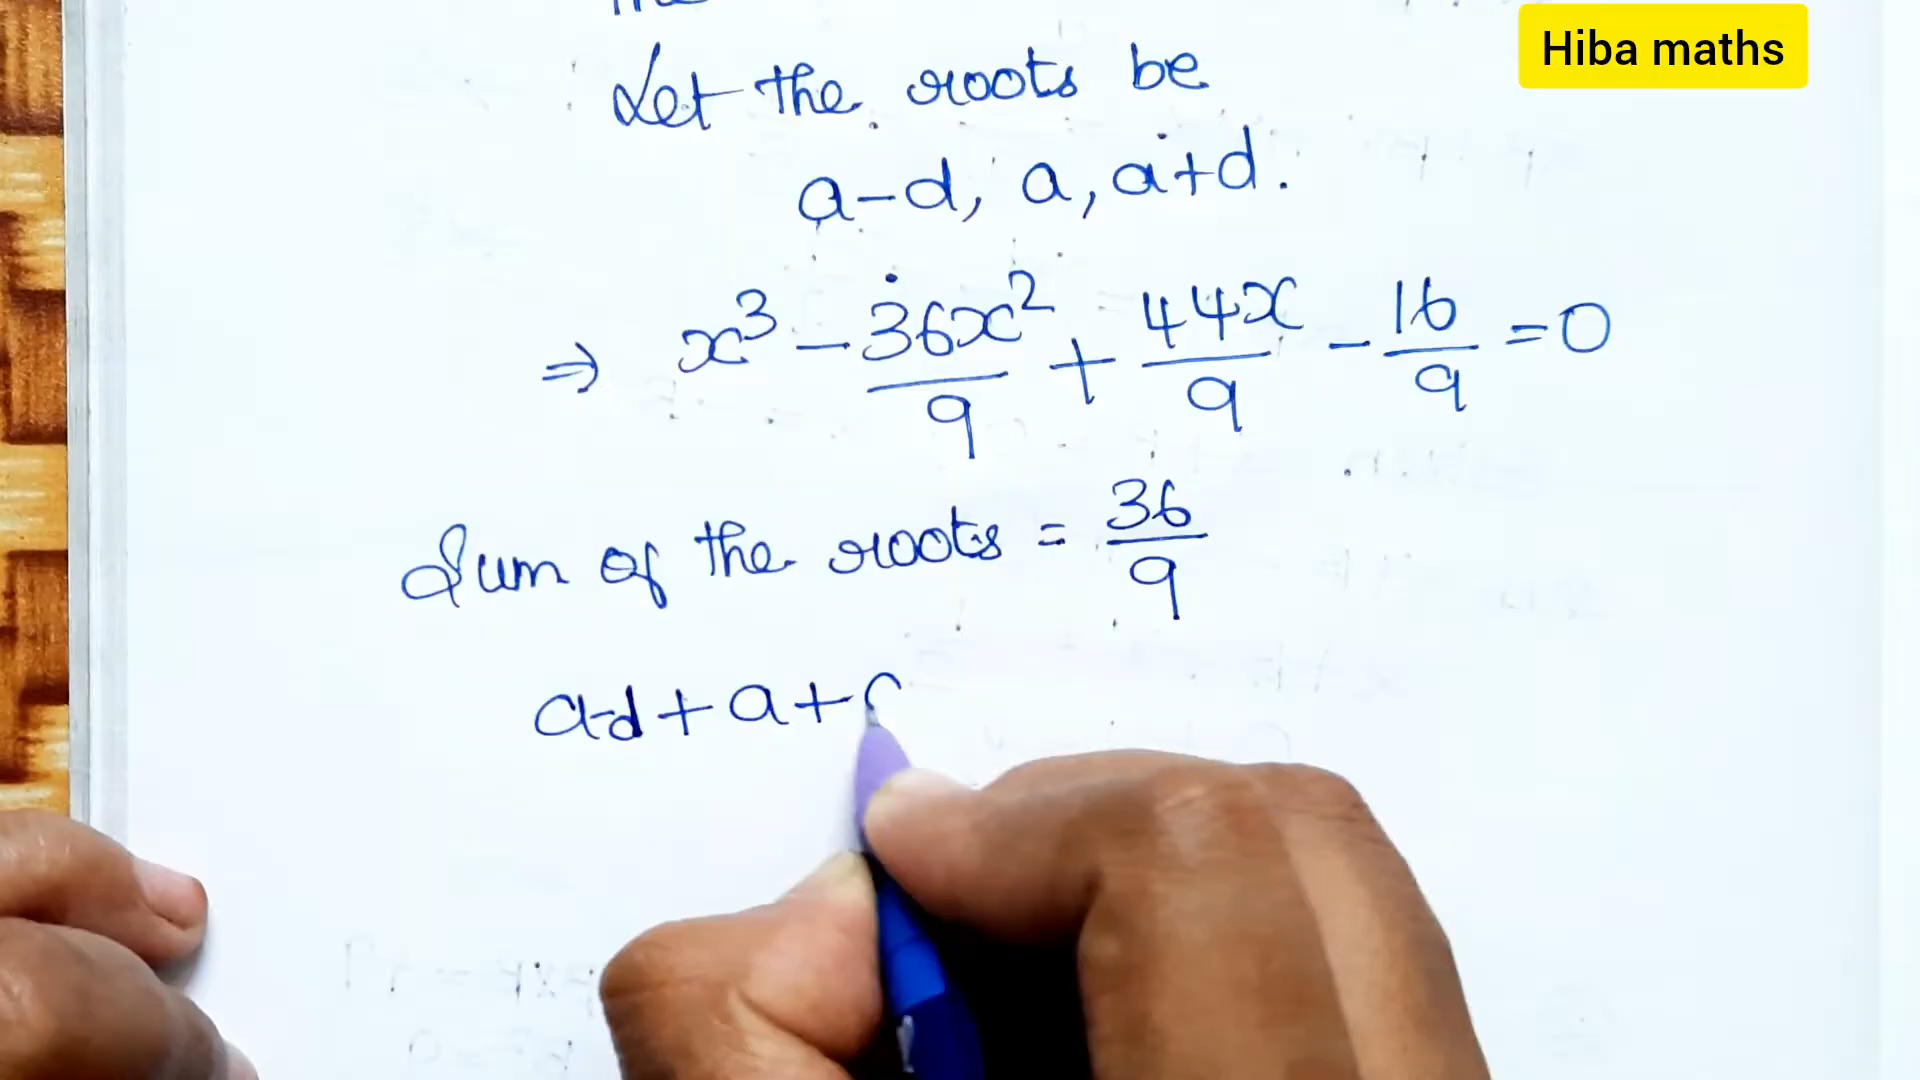 Hiba maths
Let the roots be
a-d, a, a+d.
⇒ x³ - 36x²/9 + 44x/9 - 16/9 = 0
Sum of the roots = 36/9
a-d + a +